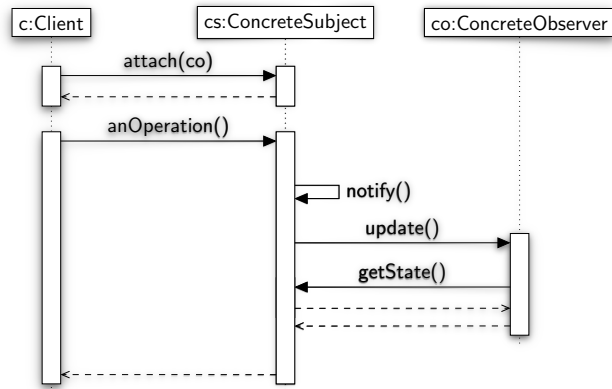 c:Client
cs:ConcreteSubject
co:ConcreteObserver
attach(co)
anOperation()
notify()
update()
getState()